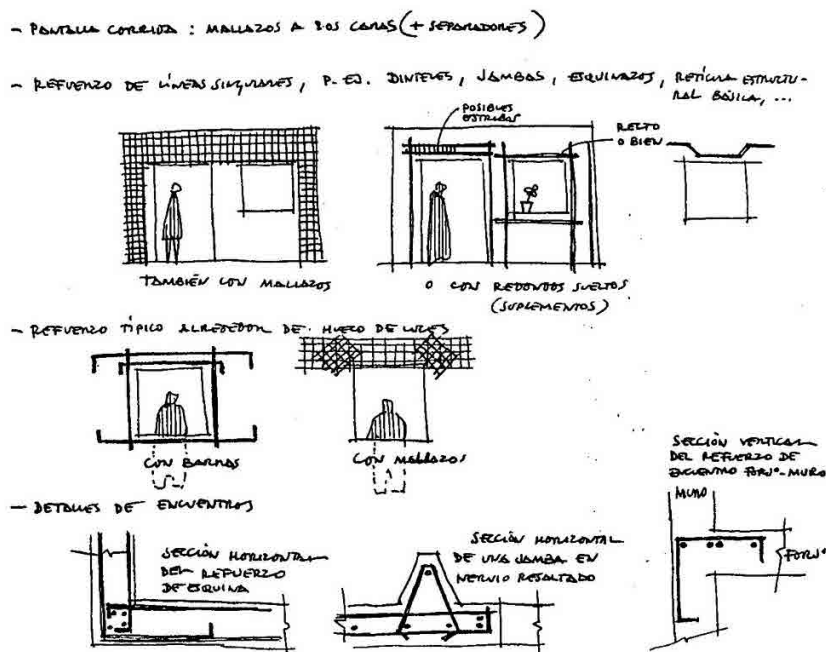 - PANTALLA CORRIDA : MALLAZOS A DOS CARAS (+ SEPARADORES)
- REFUERZO DE LÍNEAS SINGULARES, P. EJ. DINTELES, JAMBAS, ESQUINAZOS, RETÍCULA ESTRUCTU-
RAL BÁSICA, ...
POSIBLES
ESTRIBOS
RECTO
O BIEN
TAMBIÉN CON MALLAZOS
O CON REDONDOS SUELTOS
(SUPLEMENTOS)
- REFUERZO TÍPICO ALREDEDOR DE HUECO DE LUCES
CON BARRAS
CON MALLAZOS
SECCIÓN VERTICAL
DEL REFUERZO DE
ENCUENTRO FORJº-MURO
MURO
FORJº
- DETALLES DE ENCUENTROS
SECCIÓN HORIZONTAL
DEL REFUERZO
DE ESQUINA
SECCIÓN HORIZONTAL
DE UNA JAMBA EN
NERVIO RESALTADO